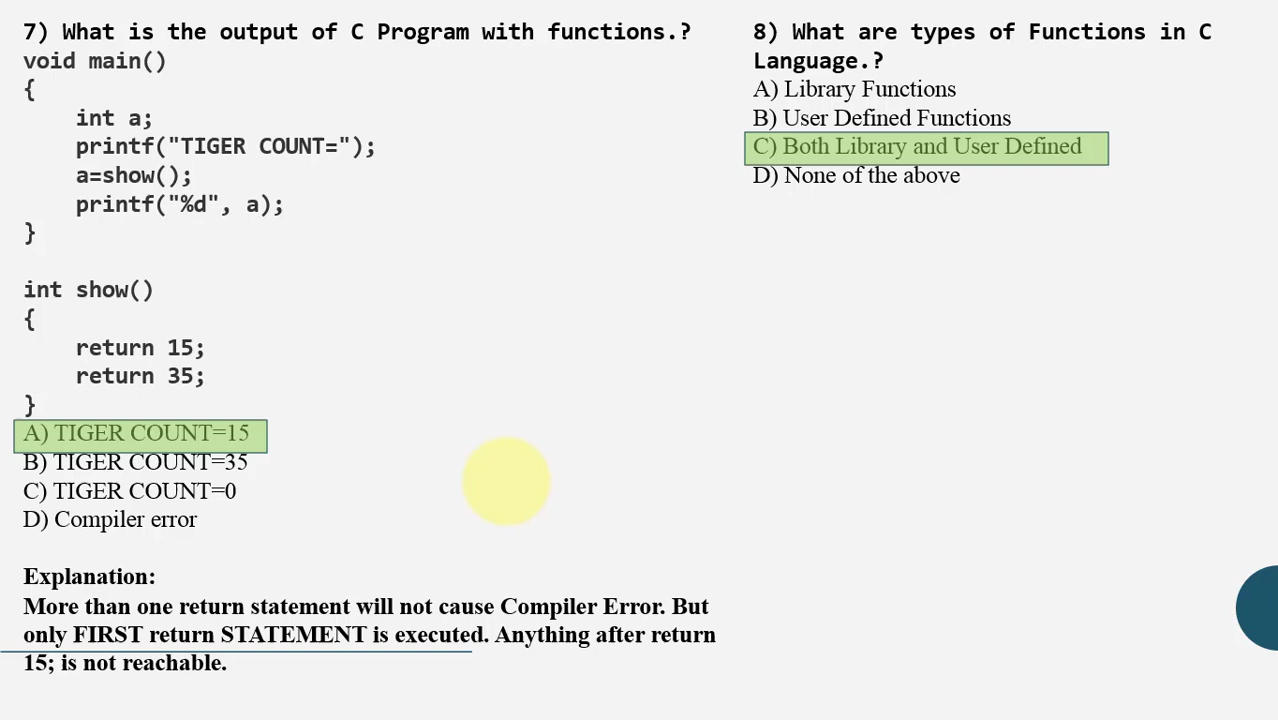 7) What is the output of C Program with functions.?
void main()
{
    int a;
    printf("TIGER COUNT=");
    a=show();
    printf("%d", a);
}
int show()
{
    return 15;
    return 35;
}
A) TIGER COUNT=15
B) TIGER COUNT=35
C) TIGER COUNT=0
D) Compiler error
Explanation:
More than one return statement will not cause Compiler Error. But
only FIRST return STATEMENT is executed. Anything after return
15; is not reachable.
8) What are types of Functions in C
Language.?
A) Library Functions
B) User Defined Functions
C) Both Library and User Defined
D) None of the above